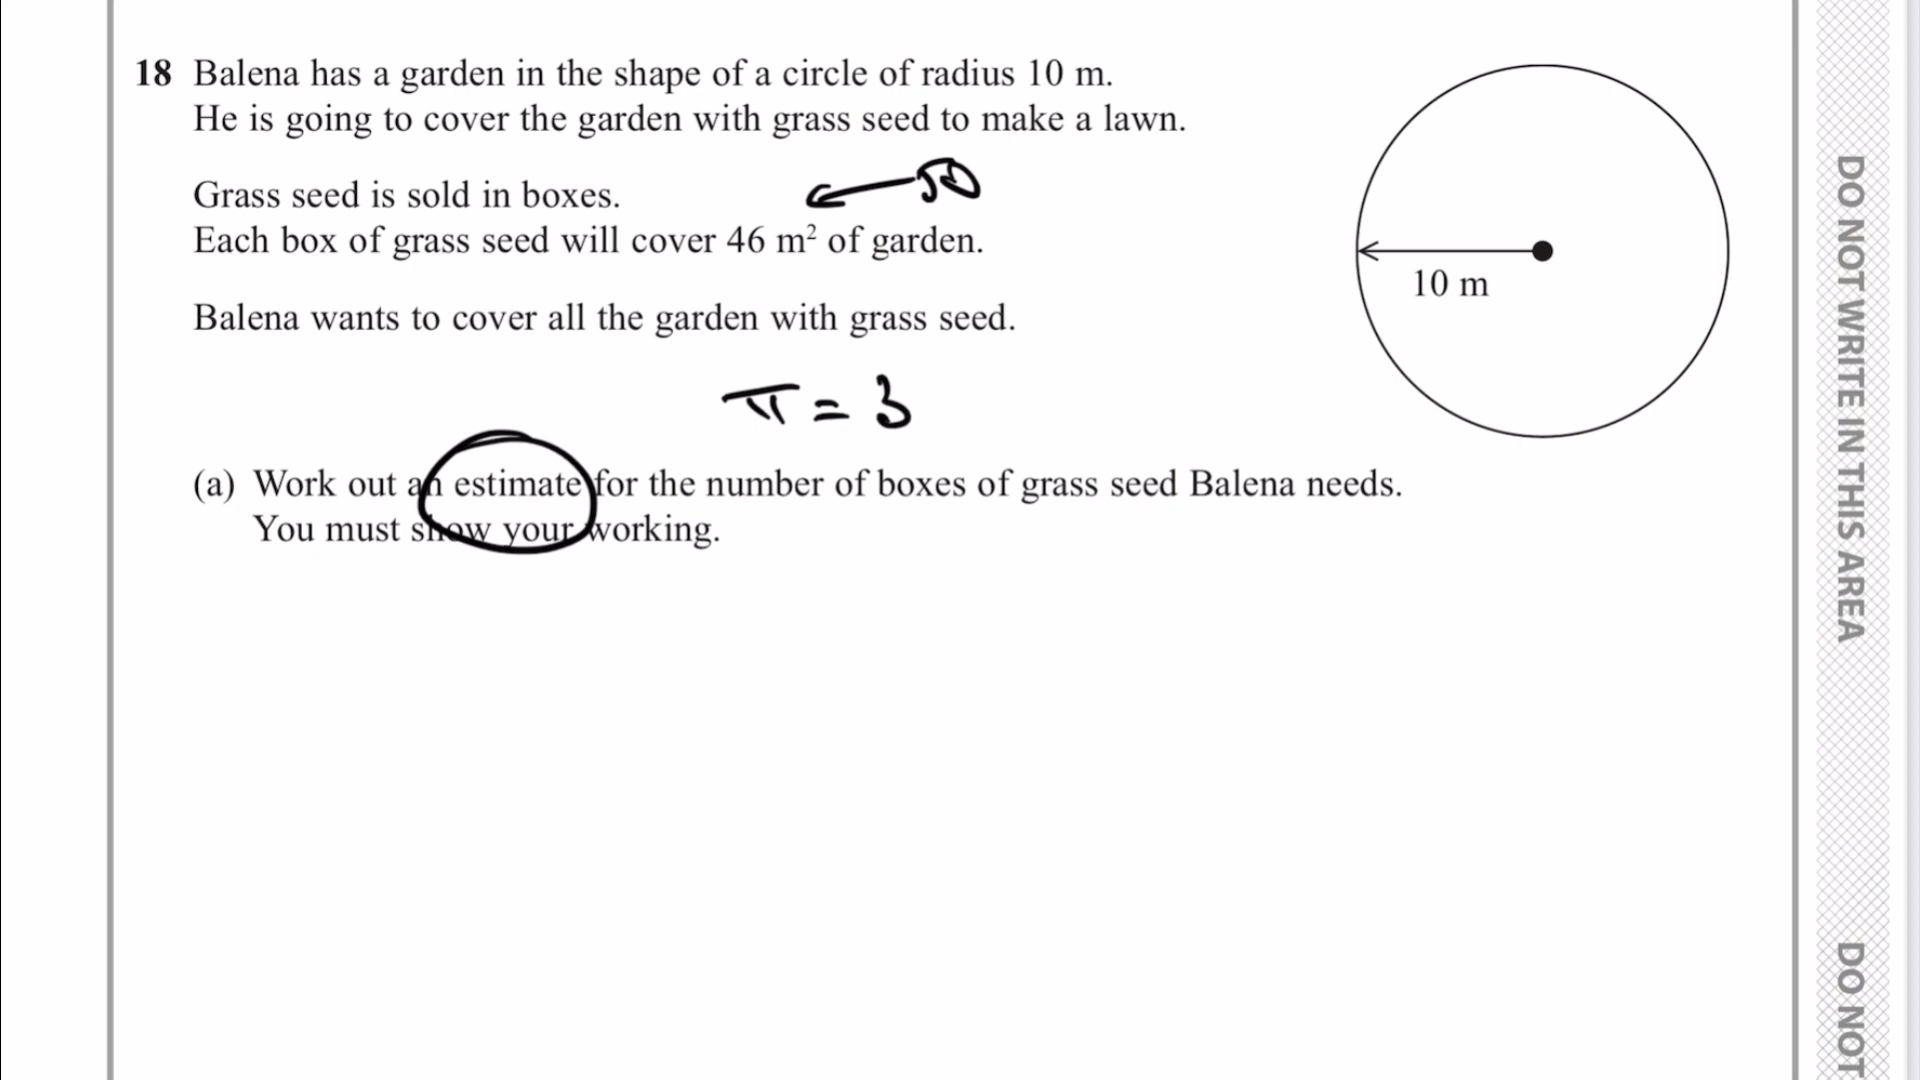 18 Balena has a garden in the shape of a circle of radius 10 m.
He is going to cover the garden with grass seed to make a lawn.
Grass seed is sold in boxes.
50
Each box of grass seed will cover 46 m² of garden.
10 m
Balena wants to cover all the garden with grass seed.
π = 3
(a) Work out an estimate for the number of boxes of grass seed Balena needs.
You must show your working.
DO NOT WRITE IN THIS AREA
DO NOT